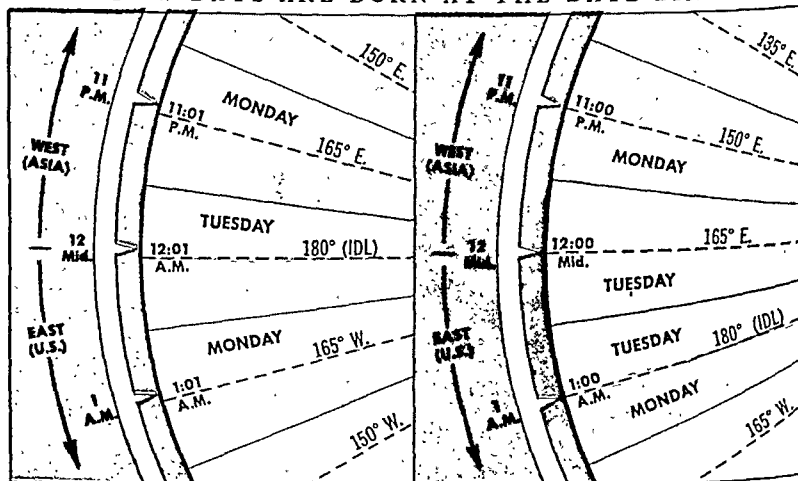 DAYS ARE BORN AT THE DATE
150° E.
11
P.M.
MONDAY
11:01
P.M.
165° E.
WEST
(ASIA)
TUESDAY
12
Mid.
12:01
A.M.
180° (IDL)
EAST
(U.S.)
MONDAY
165° W.
1:01
A.M.
1
A.M.
150° W.
135° E.
11
P.M.
11:00
P.M.
150° E.
WEST
(ASIA)
MONDAY
12
Mid.
12:00
Mid.
165° E.
TUESDAY
EAST
(U.S.)
TUESDAY
180° (IDL)
1:00
A.M.
1
A.M.
MONDAY
165° W.